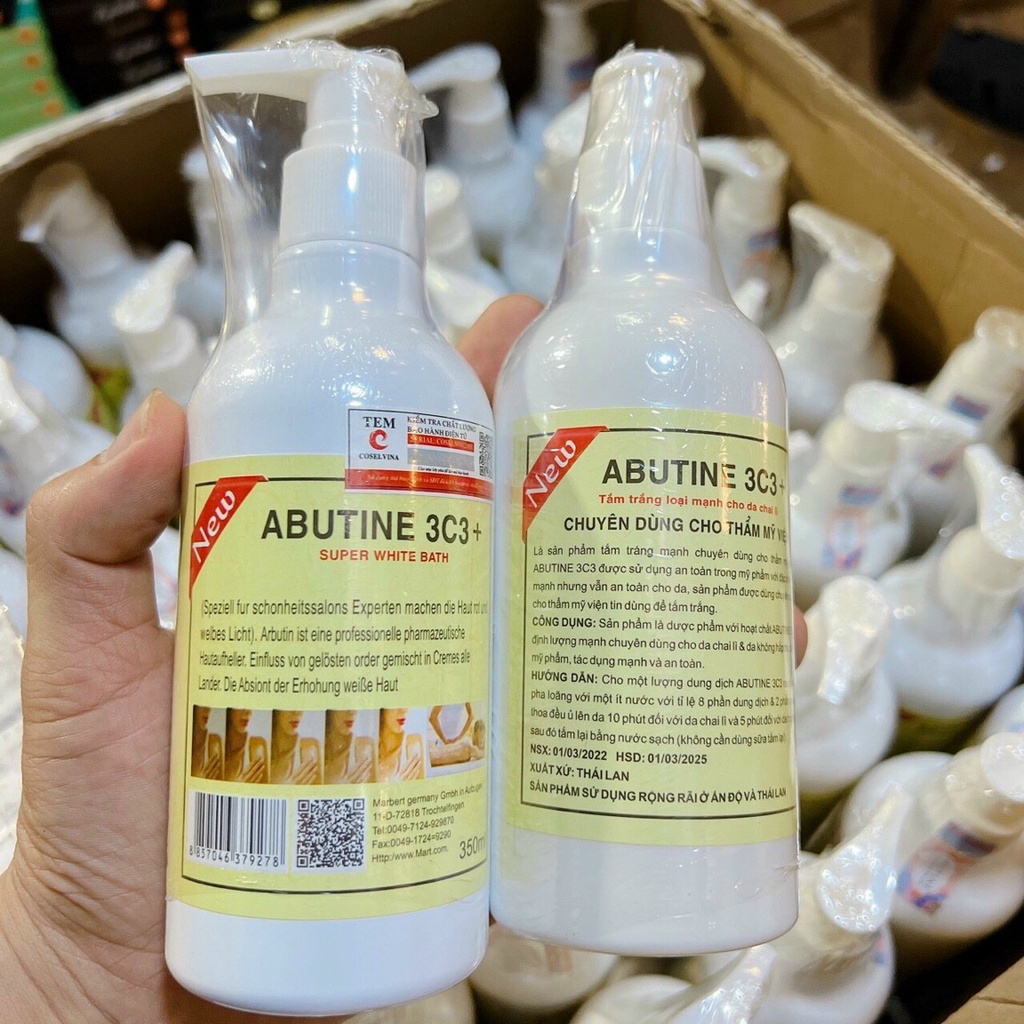 TEM
COSELVINA
KIỂM TRA CHẤT LƯỢNG
BẢO HÀNH ĐIỆN TỬ
New
ABUTINE 3C3+
SUPER WHITE BATH
(Speziell fur schonheitssalons Experten machen die Haut rot und
weibes Licht). Arbutin ist eine professionelle pharmazeutische
Hautaufheller. Einfluss von gelösten order gemischt in Cremes alle
Lander. Die Absiont der Erhohung weiße Haut
8 857046 379278
Marbert germany Gmbh in Autugen
11-D-72818 Trochtelfingen
Tel:0049-7124-929870
Fax:0049-1724=9290
Http:/www.Mart.com.
350m
New
ABUTINE 3C3+
Tắm trắng loại mạnh cho da chai lì
CHUYÊN DÙNG CHO THẨM MỸ VIỆ
Là sản phẩm tắm tráng mạnh chuyên dùng cho thẩm
ABUTINE 3C3 được sử dụng an toàn trong mỹ phẩm với
mạnh nhưng vẫn an toàn cho da, sản phẩm được dùng
cho thẩm mỹ viện tin dùng để tắm trắng.
CÔNG DỤNG: Sản phẩm là dược phẩm với hoạt chất
định lượng mạnh chuyên dùng cho da chai lì & da không
mỹ phẩm, tác dụng mạnh và an toàn.
HƯỚNG DẪN: Cho một lượng dung dịch ABUTINE 3C3
pha loãng với một ít nước với tỉ lệ 8 phần dung dịch & 2
thoa đều ủ lên da 10 phút đối với da chai lì và 5 phút đối với
sau đó tắm lại bằng nước sạch (không cần dùng sữa tắm lại)
NSX: 01/03/2022 HSD: 01/03/2025
XUẤT XỨ: THÁI LAN
SẢN PHẨM SỬ DỤNG RỘNG RÃI Ở ẤN ĐỘ VÀ THÁI LAN